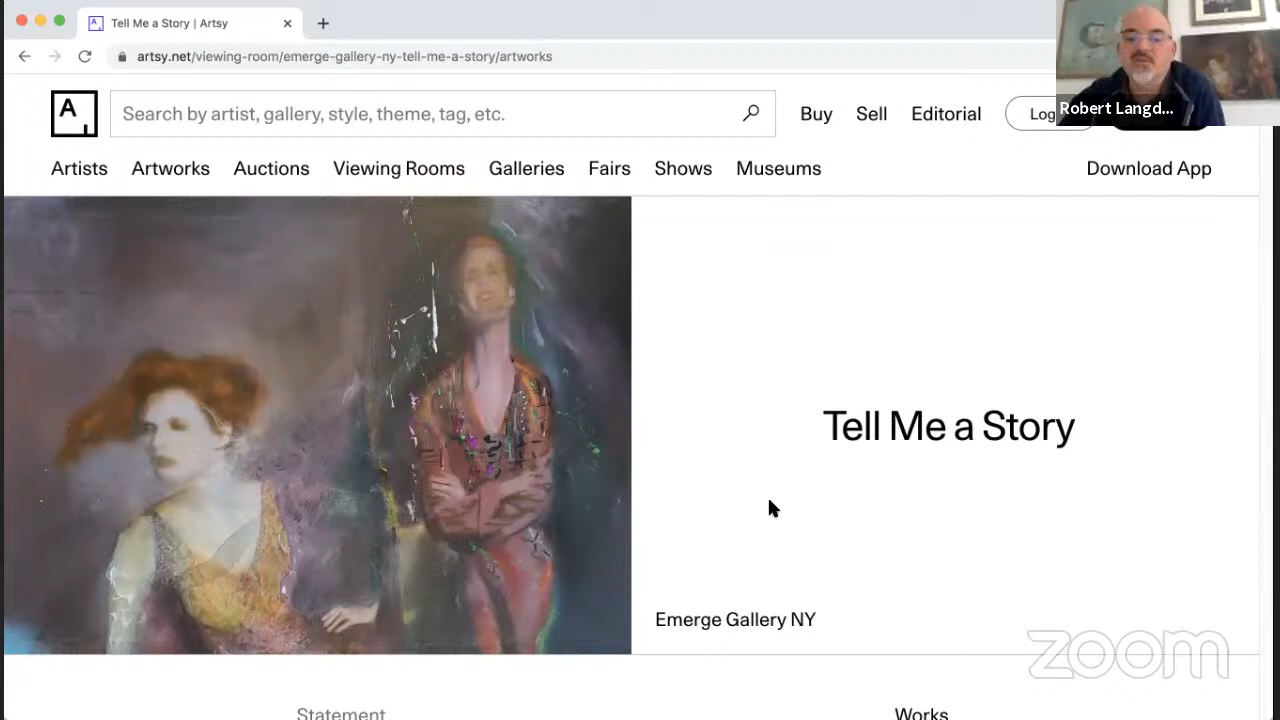 Tell Me a Story | Artsy
artsy.net/viewing-room/emerge-gallery-ny-tell-me-a-story/artworks
A
Search by artist, gallery, style, theme, tag, etc.
Buy
Sell
Editorial
Log
Robert Langd...
Artists
Artworks
Auctions
Viewing Rooms
Galleries
Fairs
Shows
Museums
Download App
Tell Me a Story
Emerge Gallery NY
zoom
Statement
Works